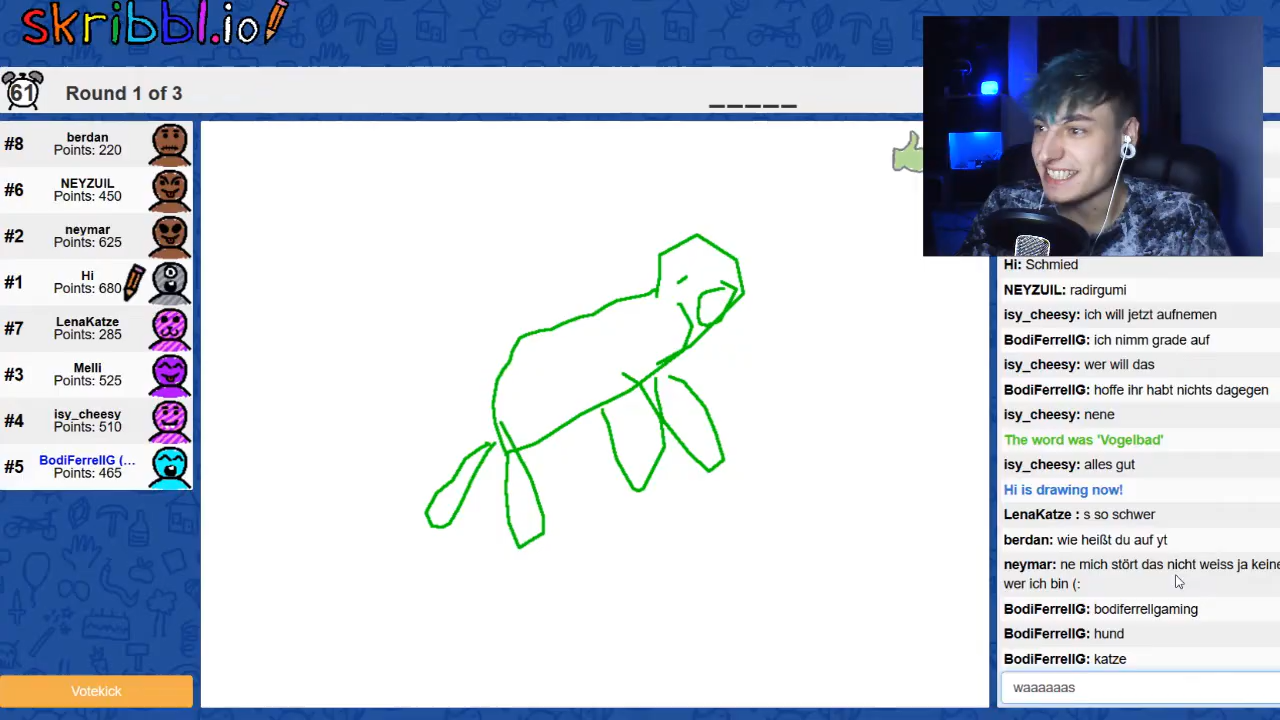 skribbl.io
61
Round 1 of 3
_____
#8
berdan
Points: 220
#6
NEYZUIL
Points: 450
#2
neymar
Points: 625
#1
Hi
Points: 680
#7
LenaKatze
Points: 285
#3
Melli
Points: 525
#4
isy_cheesy
Points: 510
#5
BodiFerrellG (...
Points: 465
Votekick
Hi: Schmied
NEYZUIL: radirgumi
isy_cheesy: ich will jetzt aufnemen
BodiFerrellG: ich nimm grade auf
isy_cheesy: wer will das
BodiFerrellG: hoffe ihr habt nichts dagegen
isy_cheesy: nene
The word was 'Vogelbad'
isy_cheesy: alles gut
Hi is drawing now!
LenaKatze : s so schwer
berdan: wie heißt du auf yt
neymar: ne mich stört das nicht weiss ja keine
wer ich bin (:
BodiFerrellG: bodiferrellgaming
BodiFerrellG: hund
BodiFerrellG: katze
waaaaaas